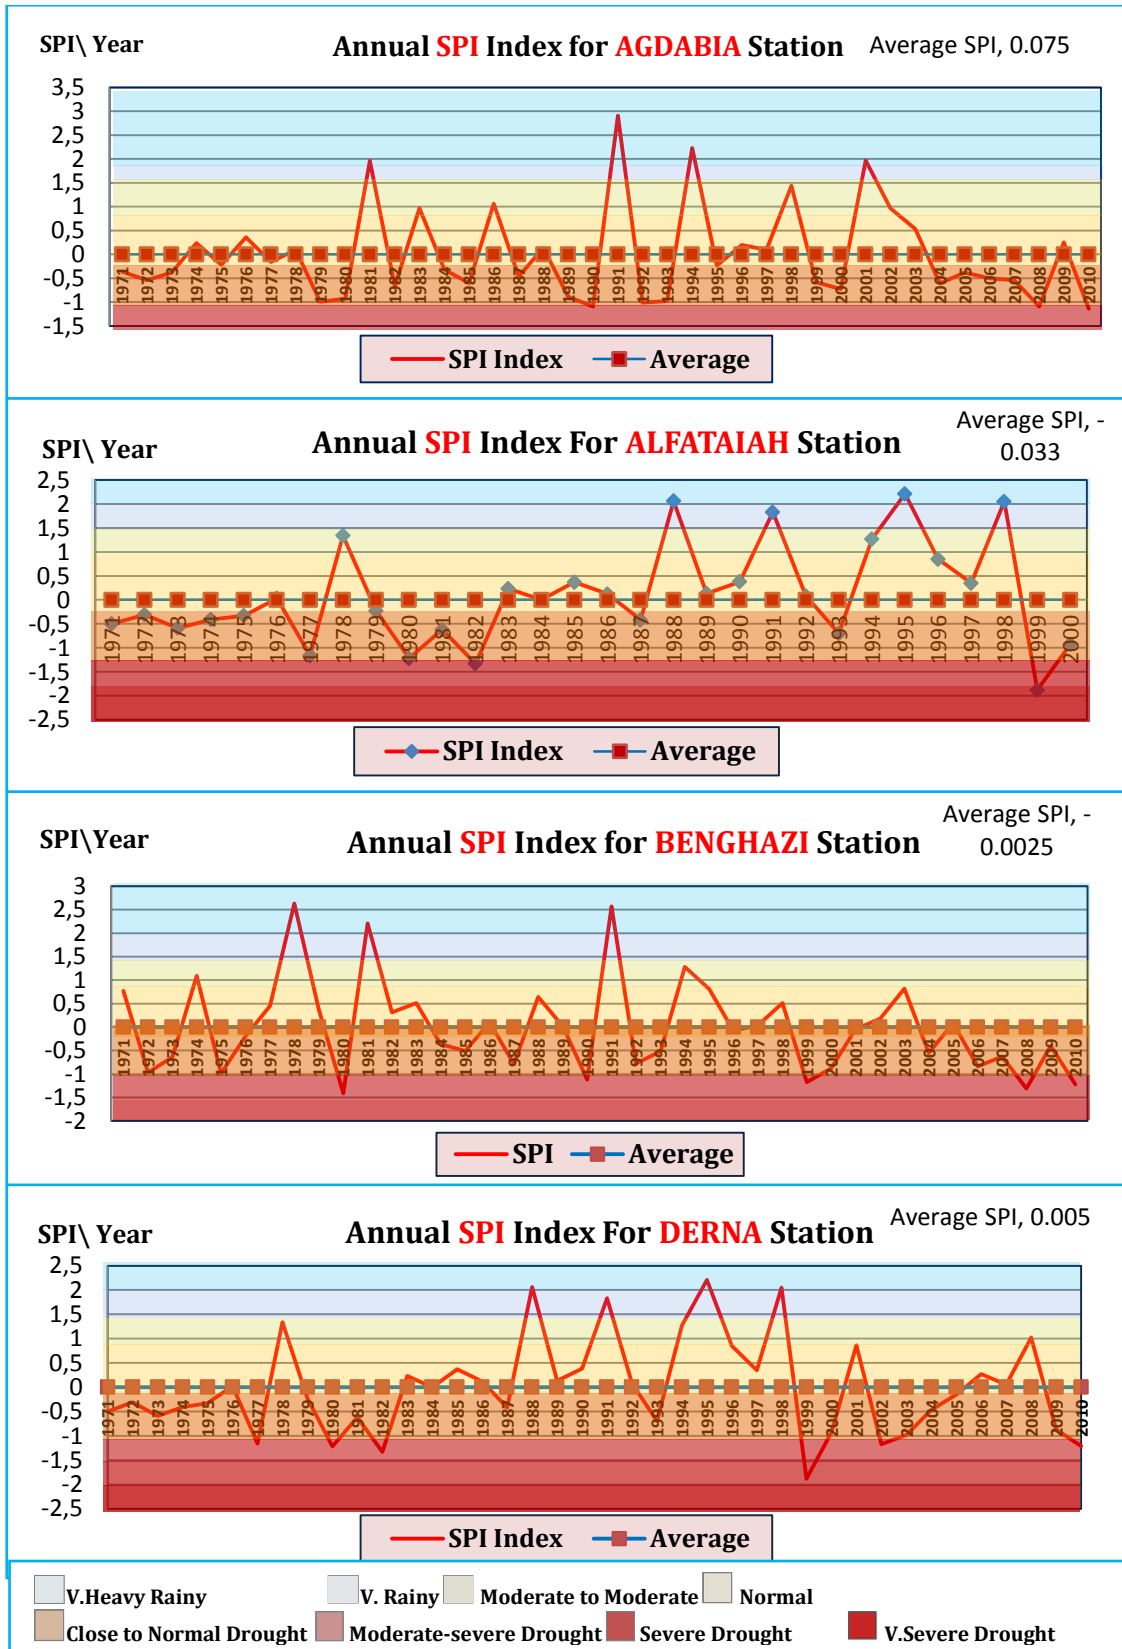 SPI\ Year
Annual SPI Index for AGDABIA Station
Average SPI, 0.075
3,5
3
2,5
2
1,5
1
0,5
0
-0,5
-1
-1,5
1971 1972 1973 1974 1975 1976 1977 1978 1979 1980 1981 1982 1983 1984 1985 1986 1987 1988 1989 1990 1991 1992 1993 1994 1995 1996 1997 1998 1999 2000 2001 2002 2003 2004 2005 2006 2007 2008 2009 2010
SPI Index Average
SPI\ Year
Annual SPI Index For ALFATAIAH Station
Average SPI, -
0.033
2,5
2
1,5
1
0,5
0
-0,5
-1
-1,5
-2
-2,5
1971 1972 1973 1974 1975 1976 1977 1978 1979 1980 1981 1982 1983 1984 1985 1986 1987 1988 1989 1990 1991 1992 1993 1994 1995 1996 1997 1998 1999 2000
SPI Index Average
SPI\Year
Annual SPI Index for BENGHAZI Station
Average SPI, -
0.0025
3
2,5
2
1,5
1
0,5
0
-0,5
-1
-1,5
-2
1971 1972 1973 1974 1975 1976 1977 1978 1979 1980 1981 1982 1983 1984 1985 1986 1987 1988 1989 1990 1991 1992 1993 1994 1995 1996 1997 1998 1999 2000 2001 2002 2003 2004 2005 2006 2007 2008 2009 2010
SPI Average
SPI\ Year
Annual SPI Index For DERNA Station
Average SPI, 0.005
2,5
2
1,5
1
0,5
0
-0,5
-1
-1,5
-2
-2,5
1971 1972 1973 1974 1975 1976 1977 1978 1979 1980 1981 1982 1983 1984 1985 1986 1987 1988 1989 1990 1991 1992 1993 1994 1995 1996 1997 1998 1999 2000 2001 2002 2003 2004 2005 2006 2007 2008 2009 2010
SPI Index Average
V.Heavy Rainy V. Rainy Moderate to Moderate Normal
Close to Normal Drought Moderate-severe Drought Severe Drought V.Severe Drought